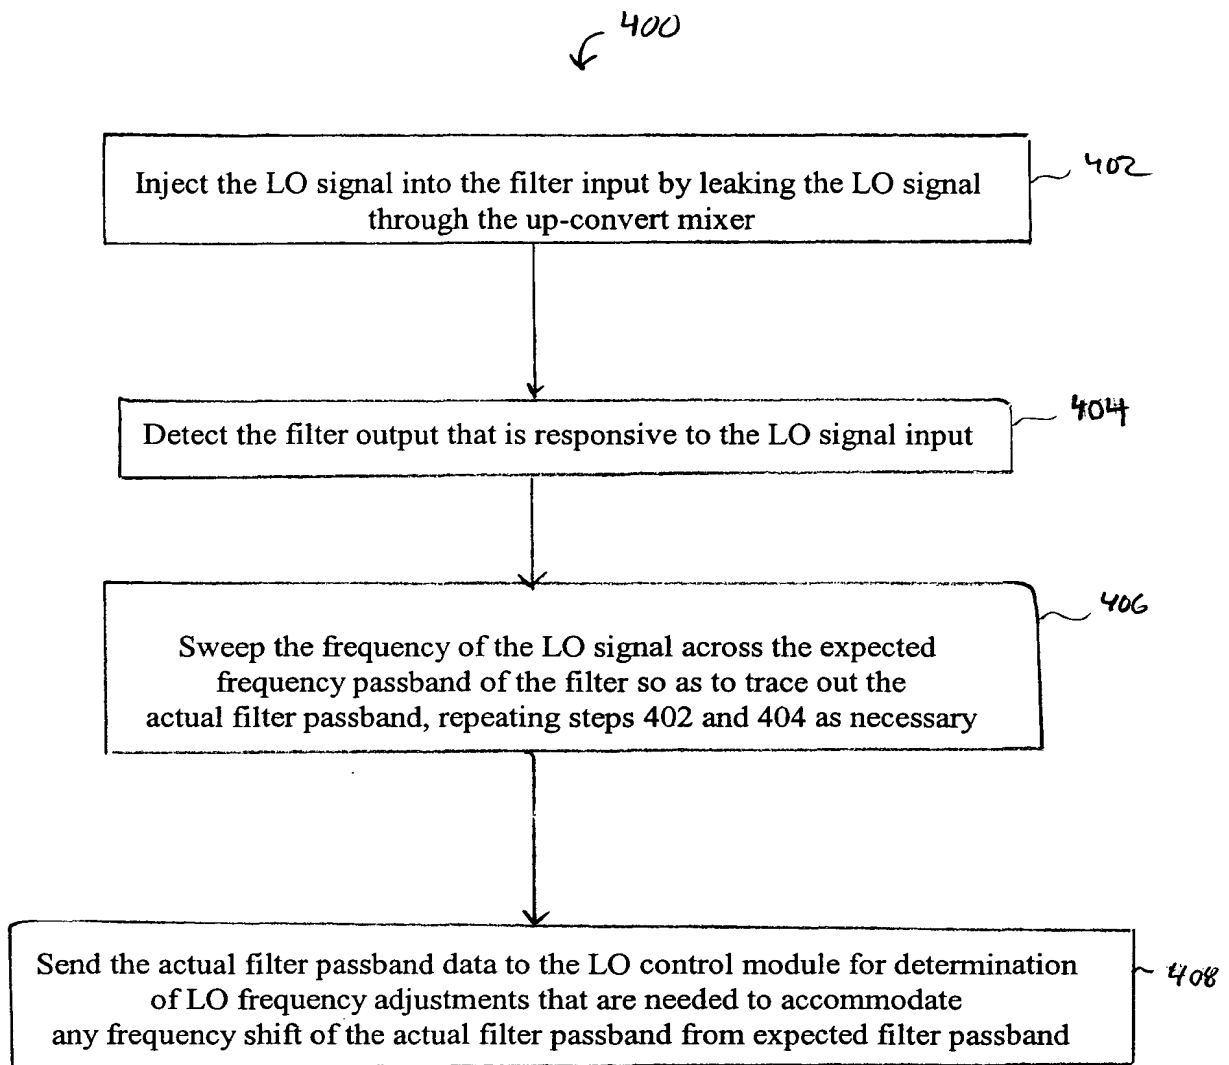 400
Inject the LO signal into the filter input by leaking the LO signal
through the up-convert mixer
402
Detect the filter output that is responsive to the LO signal input
404
Sweep the frequency of the LO signal across the expected
frequency passband of the filter so as to trace out the
actual filter passband, repeating steps 402 and 404 as necessary
406
Send the actual filter passband data to the LO control module for determination
of LO frequency adjustments that are needed to accommodate
any frequency shift of the actual filter passband from expected filter passband
408